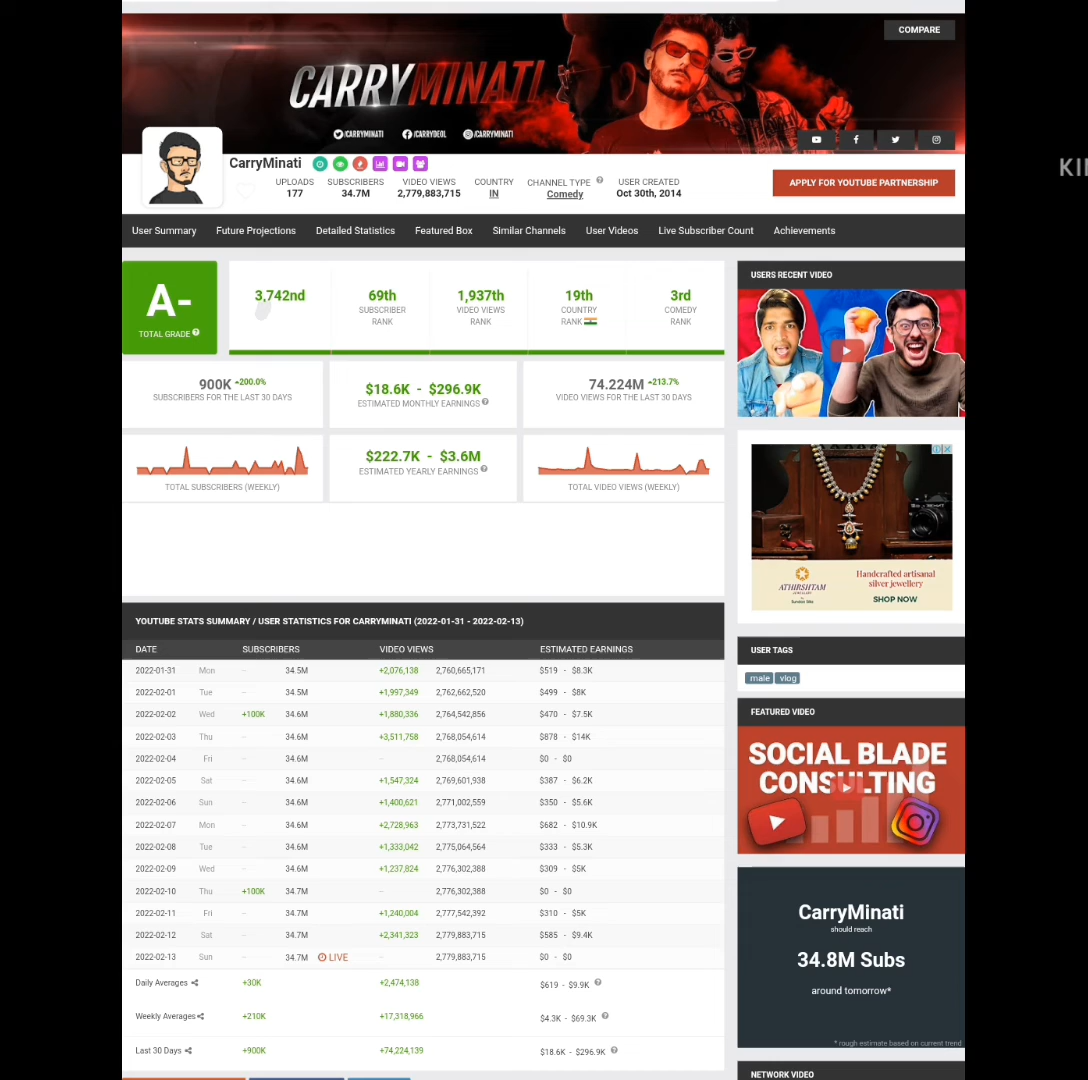 COMPARE
CARRYMINATI
/CARRYMINATI /CARRYDEOL /CARRYMINATI
CarryMinati
UPLOADS SUBSCRIBERS VIDEO VIEWS COUNTRY CHANNEL TYPE USER CREATED
177 34.7M 2,779,883,715 IN Comedy Oct 30th, 2014
APPLY FOR YOUTUBE PARTNERSHIP
KI
User Summary Future Projections Detailed Statistics Featured Box Similar Channels User Videos Live Subscriber Count Achievements
A-
TOTAL GRADE
3,742nd 69th 1,937th 19th 3rd
SUBSCRIBER VIDEO VIEWS COUNTRY COMEDY
RANK RANK RANK RANK
900K +200.0%
SUBSCRIBERS FOR THE LAST 30 DAYS
$18.6K - $296.9K
ESTIMATED MONTHLY EARNINGS
74.224M +213.7%
VIDEO VIEWS FOR THE LAST 30 DAYS
TOTAL SUBSCRIBERS (WEEKLY)
$222.7K - $3.6M
ESTIMATED YEARLY EARNINGS
TOTAL VIDEO VIEWS (WEEKLY)
YOUTUBE STATS SUMMARY / USER STATISTICS FOR CARRYMINATI (2022-01-31 - 2022-02-13)
DATE SUBSCRIBERS VIDEO VIEWS ESTIMATED EARNINGS
2022-01-31 Mon -- 34.5M +2,076,138 2,760,665,171 $519 - $8.3K
2022-02-01 Tue -- 34.5M +1,997,349 2,762,662,520 $499 - $8K
2022-02-02 Wed +100K 34.6M +1,880,336 2,764,542,856 $470 - $7.5K
2022-02-03 Thu -- 34.6M +3,511,758 2,768,054,614 $878 - $14K
2022-02-04 Fri -- 34.6M -- 2,768,054,614 $0 - $0
2022-02-05 Sat -- 34.6M +1,547,324 2,769,601,938 $387 - $6.2K
2022-02-06 Sun -- 34.6M +1,400,621 2,771,002,559 $350 - $5.6K
2022-02-07 Mon -- 34.6M +2,728,963 2,773,731,522 $682 - $10.9K
2022-02-08 Tue -- 34.6M +1,333,042 2,775,064,564 $333 - $5.3K
2022-02-09 Wed -- 34.6M +1,237,824 2,776,302,388 $309 - $5K
2022-02-10 Thu +100K 34.7M -- 2,776,302,388 $0 - $0
2022-02-11 Fri -- 34.7M +1,240,004 2,777,542,392 $310 - $5K
2022-02-12 Sat -- 34.7M +2,341,323 2,779,883,715 $585 - $9.4K
2022-02-13 Sun -- 34.7M LIVE -- 2,779,883,715 $0 - $0
Daily Averages +30K +2,474,138 $619 - $9.9K
Weekly Averages +210K +17,318,966 $4.3K - $69.3K
Last 30 Days +900K +74,224,139 $18.6K - $296.9K
USERS RECENT VIDEO
ATHIRSHTAM
JEWELLERY
Handcrafted artisanal
silver jewellery
SHOP NOW
USER TAGS
male vlog
FEATURED VIDEO
SOCIAL BLADE
CONSULTING
CarryMinati
should reach
34.8M Subs
around tomorrow*
* rough estimate based on current trend
NETWORK VIDEO